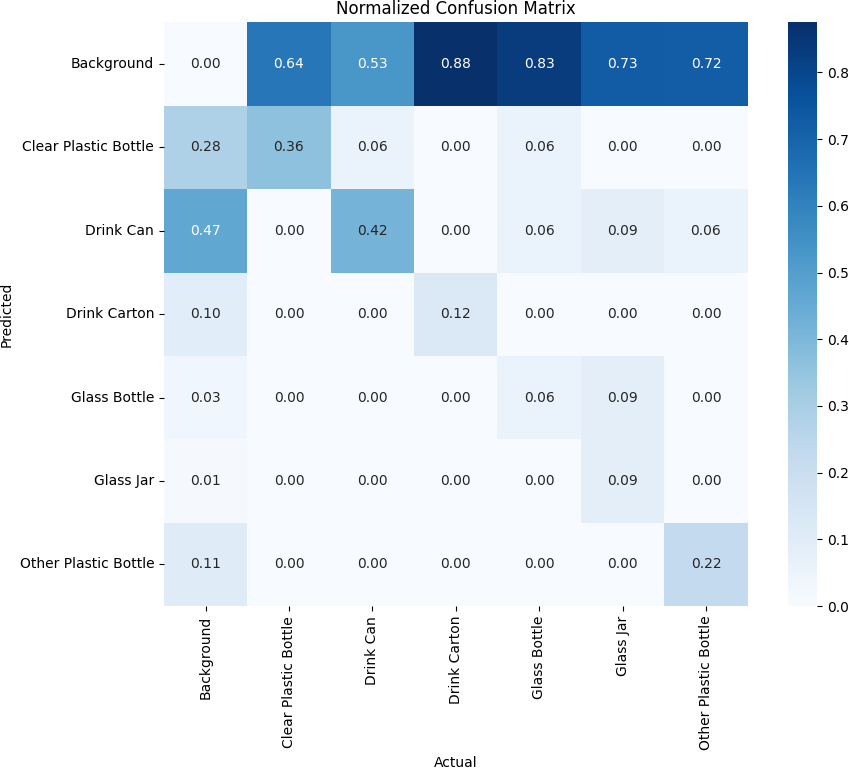 Normalized Confusion Matrix
Predicted
Background 0.00 0.64 0.53 0.88 0.83 0.73 0.72
Clear Plastic Bottle 0.28 0.36 0.06 0.00 0.06 0.00 0.00
Drink Can 0.47 0.00 0.42 0.00 0.06 0.09 0.06
Drink Carton 0.10 0.00 0.00 0.12 0.00 0.00 0.00
Glass Bottle 0.03 0.00 0.00 0.00 0.06 0.09 0.00
Glass Jar 0.01 0.00 0.00 0.00 0.00 0.09 0.00
Other Plastic Bottle 0.11 0.00 0.00 0.00 0.00 0.00 0.22
Background
Clear Plastic Bottle
Drink Can
Drink Carton
Glass Bottle
Glass Jar
Other Plastic Bottle
Actual
0.8
0.7
0.6
0.5
0.4
0.3
0.2
0.1
0.0